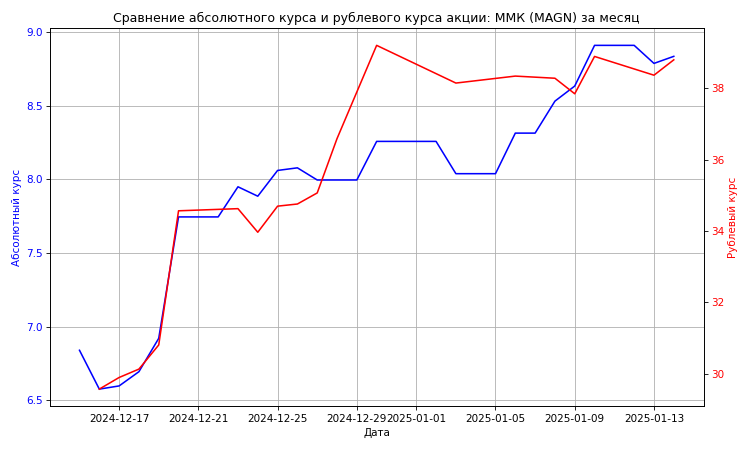 Сравнение абсолютного курса и рублевого курса акции: ММК (MAGN) за месяц
9.0
8.5
8.0
7.5
7.0
6.5
Абсолютный курс
38
36
34
32
30
Рублевый курс
2024-12-17 2024-12-21 2024-12-25 2024-12-29 2025-01-01 2025-01-05 2025-01-09 2025-01-13
Дата